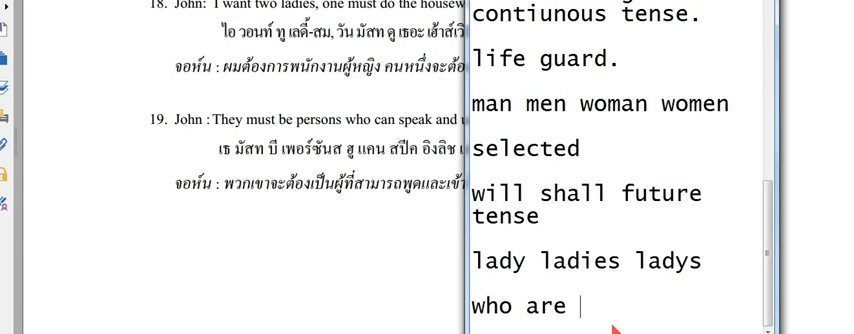 18. John: I want two ladies, one must do the housew
ไอ วอนท์ ทู เลดี้-สม, วัน มัสท ดู เธอะ เฮ้าส์เวิ
จอห์น : ผมต้องการพนักงานผู้หญิง คนหนึ่งจะต้อ
19. John : They must be persons who can speak and u
เธ มัสท บี เพอร์ซันส ฮู แคน สปีค อิงลิช แ
จอห์น : พวกเขาจะต้องเป็นผู้ที่สามารถพูดและเข้า
contiunous tense.
life guard.
man men woman women
selected
will shall future
tense
lady ladies ladys
who are